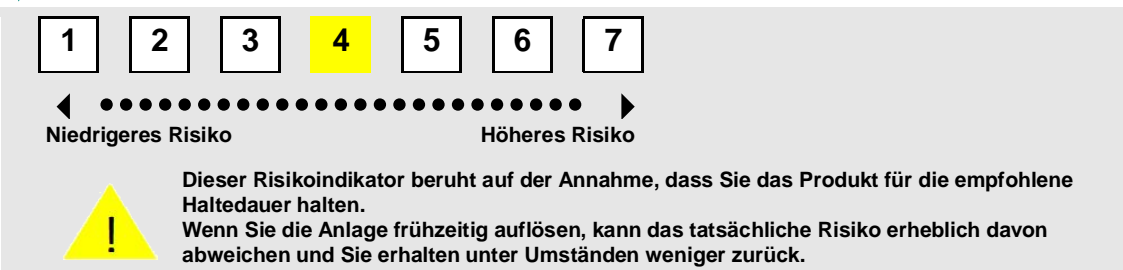 1 2 3 4 5 6 7
Niedrigeres Risiko Höheres Risiko
Dieser Risikoindikator beruht auf der Annahme, dass Sie das Produkt für die empfohlene
Haltedauer halten.
!
Wenn Sie die Anlage frühzeitig auflösen, kann das tatsächliche Risiko erheblich davon
abweichen und Sie erhalten unter Umständen weniger zurück.